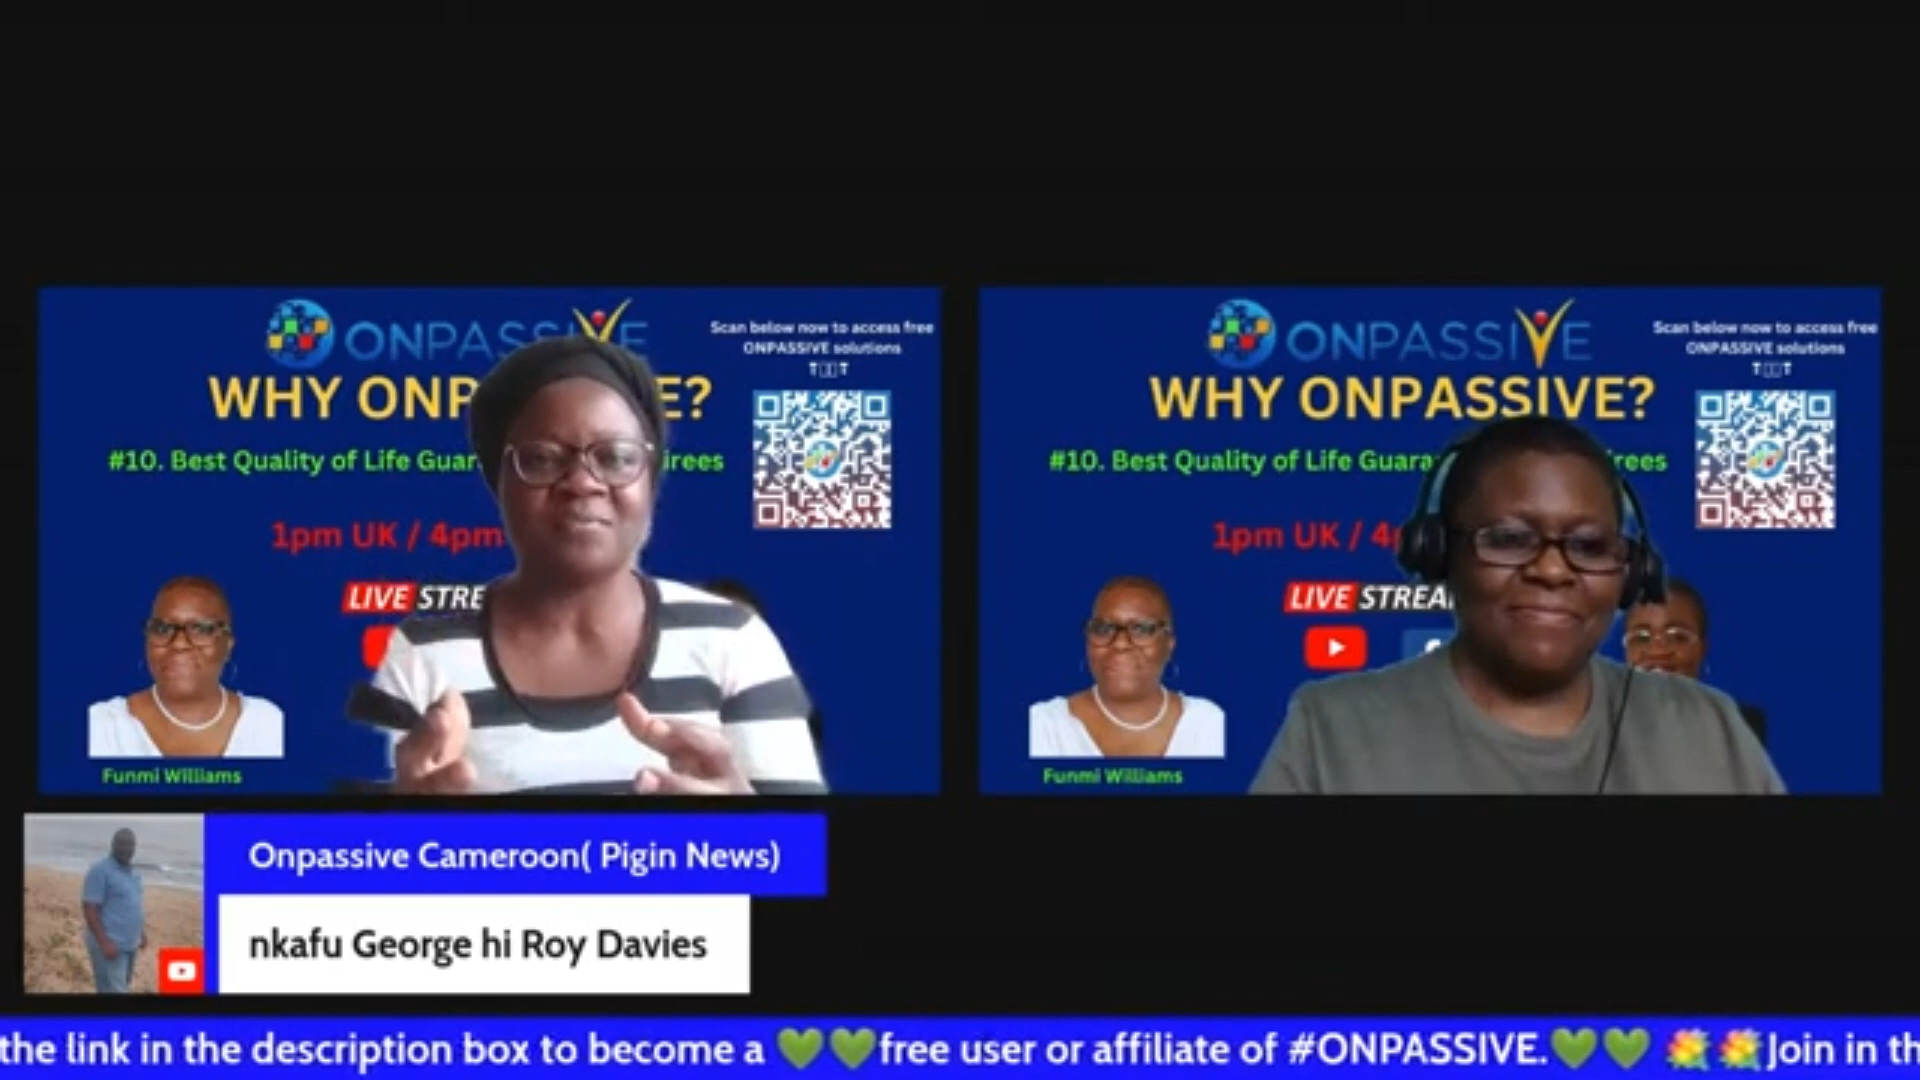 ONPASSIVE
Scan below now to access free
ONPASSIVE solutions
WHY ONP E?
#10. Best Quality of Life Guar irees
1pm UK / 4pm
LIVE STRE
Funmi Williams
ONPASSIVE
Scan below now to access free
ONPASSIVE solutions
WHY ONPASSIVE?
#10. Best Quality of Life Guara rees
1pm UK / 4p
LIVE STREA
Funmi Williams
Onpassive Cameroon( Pigin News)
nkafu George hi Roy Davies
the link in the description box to become a 💚💚free user or affiliate of #ONPASSIVE.💚💚 💐💐Join in th